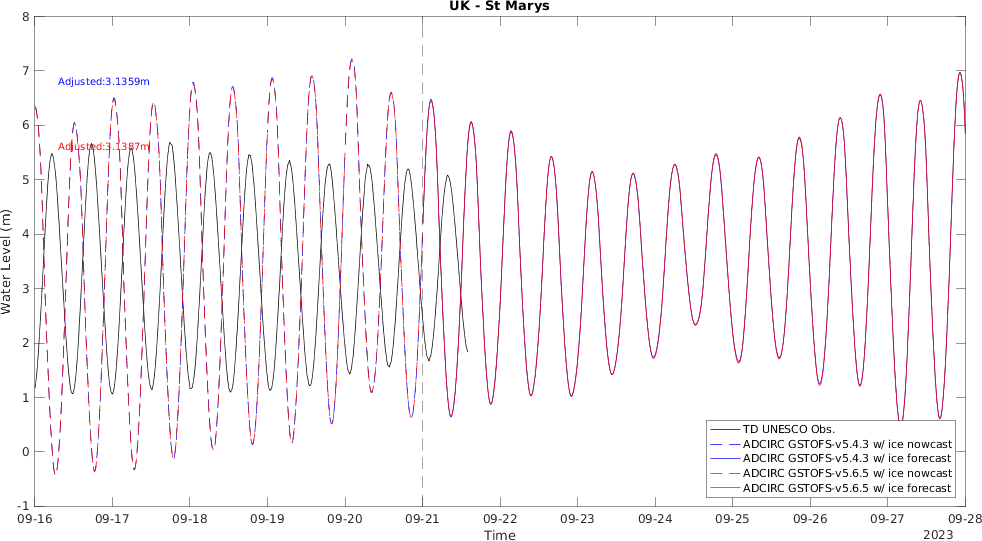 UK - St Marys
8
7
6
5
4
3
2
1
0
-1
Water Level (m)
Adjusted:3.1359m
Adjusted:3.1387m
TD UNESCO Obs.
ADCIRC GSTOFS-v5.4.3 w/ ice nowcast
ADCIRC GSTOFS-v5.4.3 w/ ice forecast
ADCIRC GSTOFS-v5.6.5 w/ ice nowcast
ADCIRC GSTOFS-v5.6.5 w/ ice forecast
09-16 09-17 09-18 09-19 09-20 09-21 09-22 09-23 09-24 09-25 09-26 09-27 09-28
Time
2023